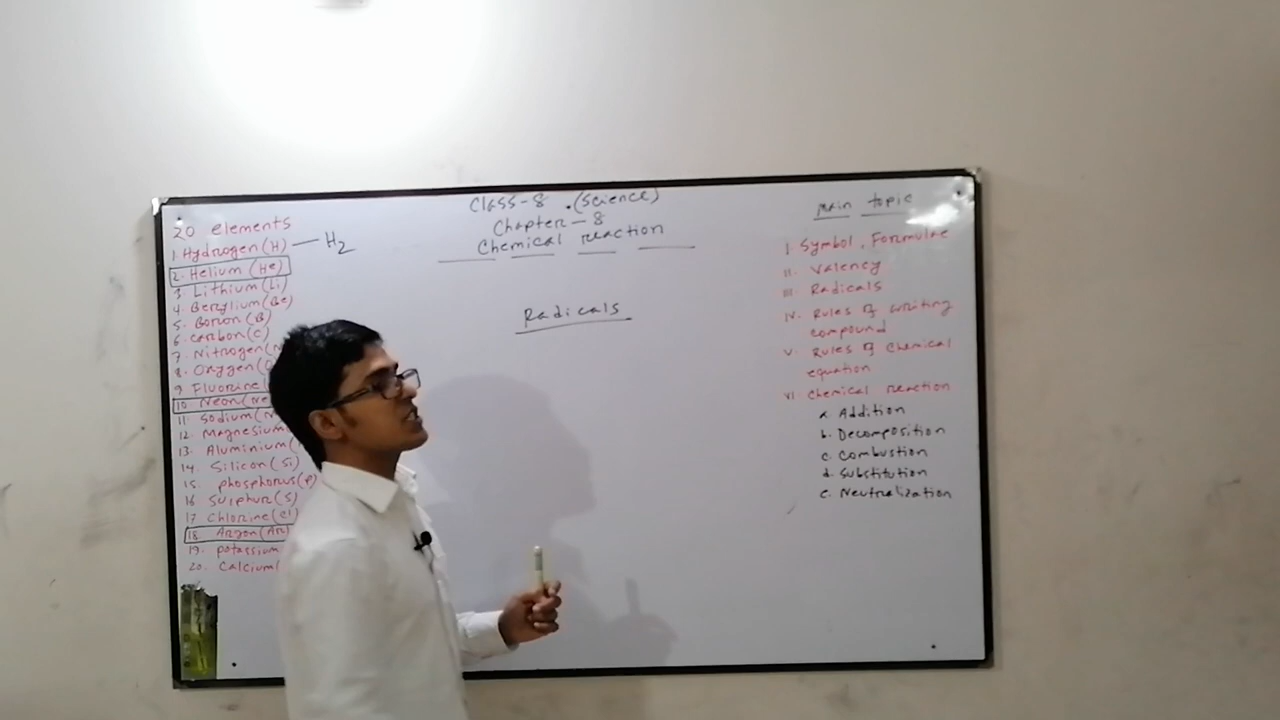 20 elements
1. Hydrogen (H) — H2
2. Helium (He)
3. Lithium (Li)
4. Berylium (Be)
5. Boron (B)
6. Carbon (C)
7. Nitrogen (
8. Oxygen (
9. Fluorine (
10. Neon (Ne
11. Sodium (N
12. Magnesium
13. Aluminium (
14. Silicon (Si)
15. phosphorus (P)
16. Sulphur (S)
17. Chlorine (Cl
18. Argon (Ar)
19. potassium
20. Calcium (
Class-8 . (Science)
Chapter - 8
Chemical reaction
Radicals
Main topic
I. Symbol, Formulae
II. Valency
III. Radicals
IV. Rules of writing
compound
V. Rules of Chemical
equation
VI. Chemical reaction
a. Addition
b. Decomposition
c. Combustion
d. Substitution
e. Neutralization